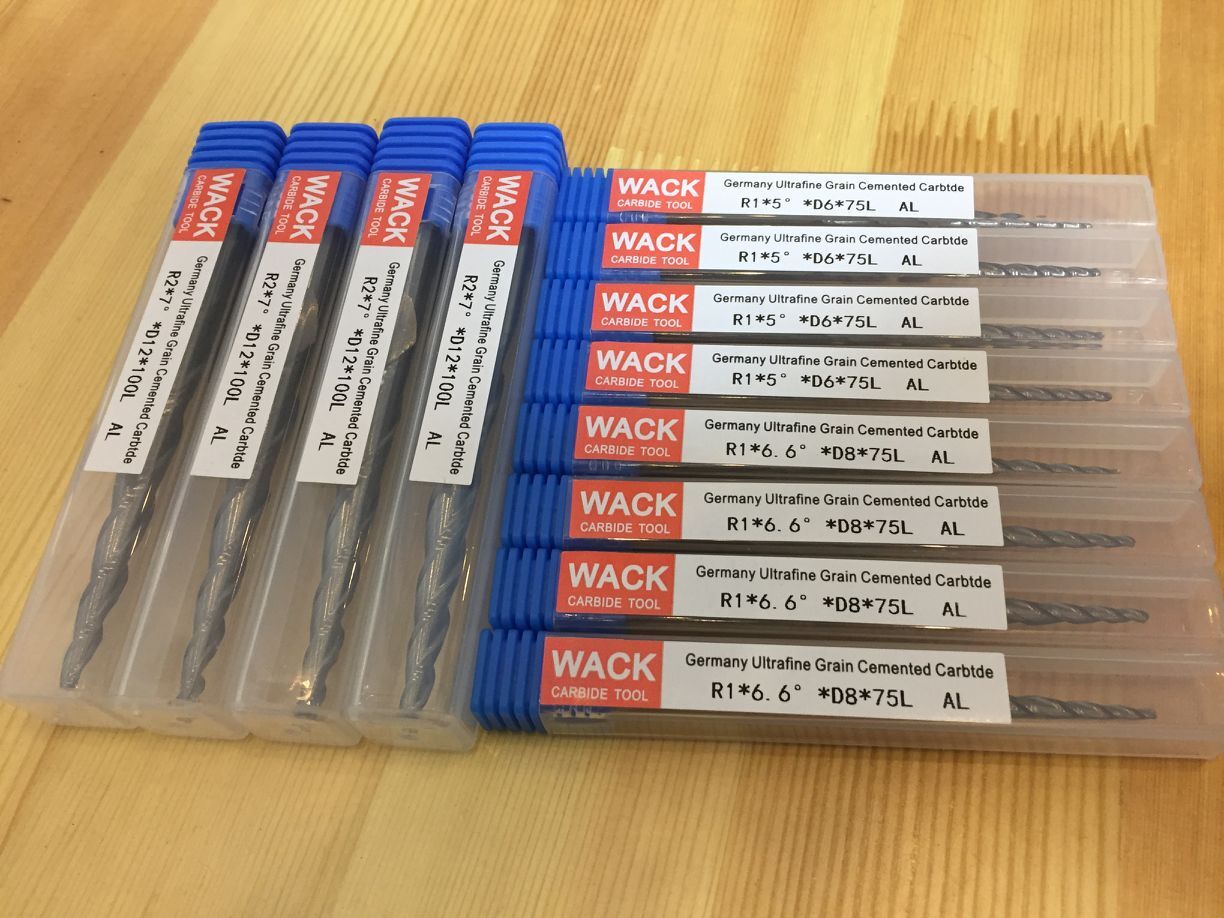 WACK
CARBIDE TOOL
Germany Ultrafine Grain Cemented Carbtde
R2*7° *D12*100L AL
WACK
CARBIDE TOOL
Germany Ultrafine Grain Cemented Carbtde
R2*7° *D12*100L AL
WACK
CARBIDE TOOL
Germany Ultrafine Grain Cemented Carbtde
R2*7° *D12*100L AL
WACK
CARBIDE TOOL
Germany Ultrafine Grain Cemented Carbtde
R2*7° *D12*100L AL
WACK
CARBIDE TOOL
Germany Ultrafine Grain Cemented Carbtde
R1*5° *D6*75L AL
WACK
CARBIDE TOOL
Germany Ultrafine Grain Cemented Carbtde
R1*5° *D6*75L AL
WACK
CARBIDE TOOL
Germany Ultrafine Grain Cemented Carbtde
R1*5° *D6*75L AL
WACK
CARBIDE TOOL
Germany Ultrafine Grain Cemented Carbtde
R1*5° *D6*75L AL
WACK
CARBIDE TOOL
Germany Ultrafine Grain Cemented Carbtde
R1*6.6° *D8*75L AL
WACK
CARBIDE TOOL
Germany Ultrafine Grain Cemented Carbtde
R1*6.6° *D8*75L AL
WACK
CARBIDE TOOL
Germany Ultrafine Grain Cemented Carbtde
R1*6.6° *D8*75L AL
WACK
CARBIDE TOOL
Germany Ultrafine Grain Cemented Carbtde
R1*6.6° *D8*75L AL